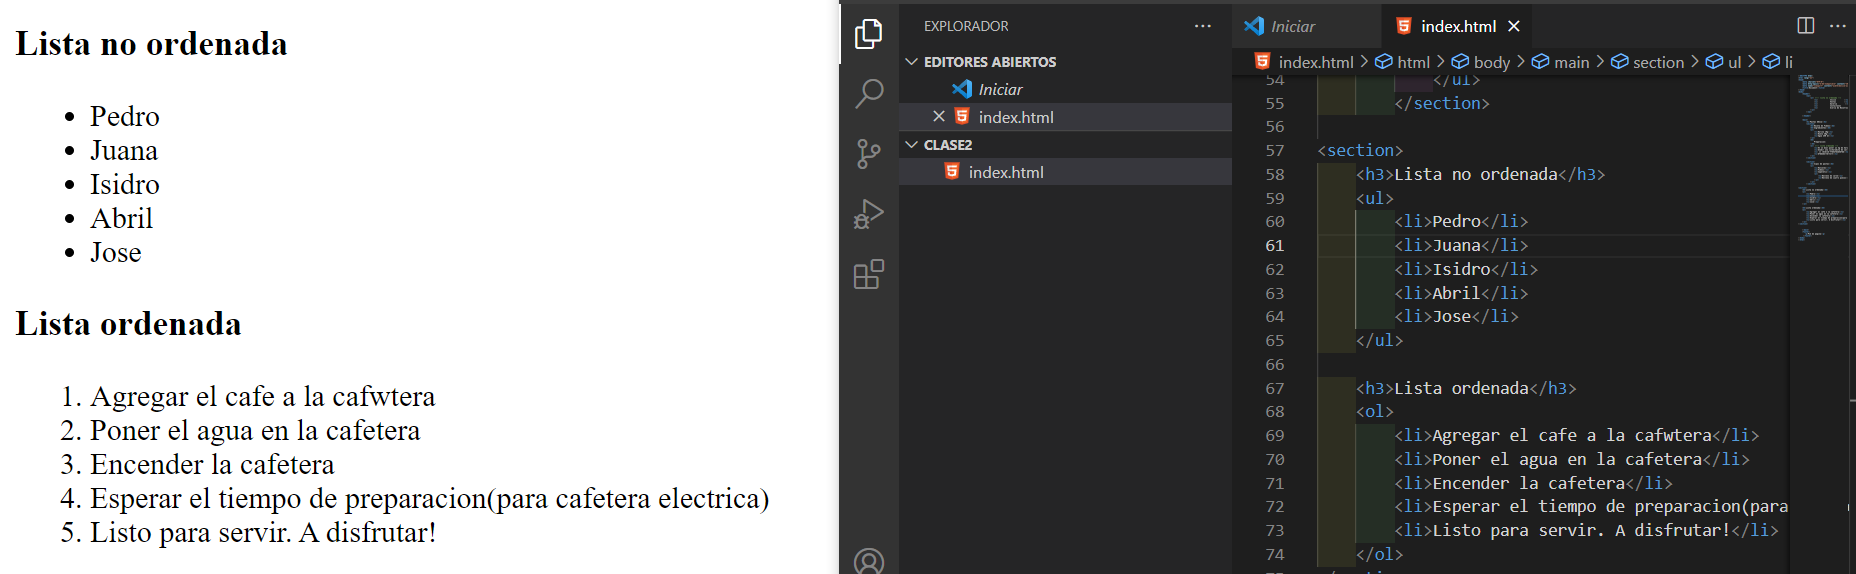 Lista no ordenada
Pedro
Juana
Isidro
Abril
Jose
Lista ordenada
1. Agregar el cafe a la cafwtera
2. Poner el agua en la cafetera
3. Encender la cafetera
4. Esperar el tiempo de preparacion(para cafetera electrica)
5. Listo para servir. A disfrutar!
EXPLORADOR
EDITORES ABIERTOS
Iniciar
index.html
CLASE2
index.html
Iniciar
index.html
index.html > html > body > main > section > ul > li
54 </ul>
55 </section>
56
57 <section>
58 <h3>Lista no ordenada</h3>
59 <ul>
60 <li>Pedro</li>
61 <li>Juana</li>
62 <li>Isidro</li>
63 <li>Abril</li>
64 <li>Jose</li>
65 </ul>
66
67 <h3>Lista ordenada</h3>
68 <ol>
69 <li>Agregar el cafe a la cafwtera</li>
70 <li>Poner el agua en la cafetera</li>
71 <li>Encender la cafetera</li>
72 <li>Esperar el tiempo de preparacion(para
73 <li>Listo para servir. A disfrutar!</li>
74 </ol>